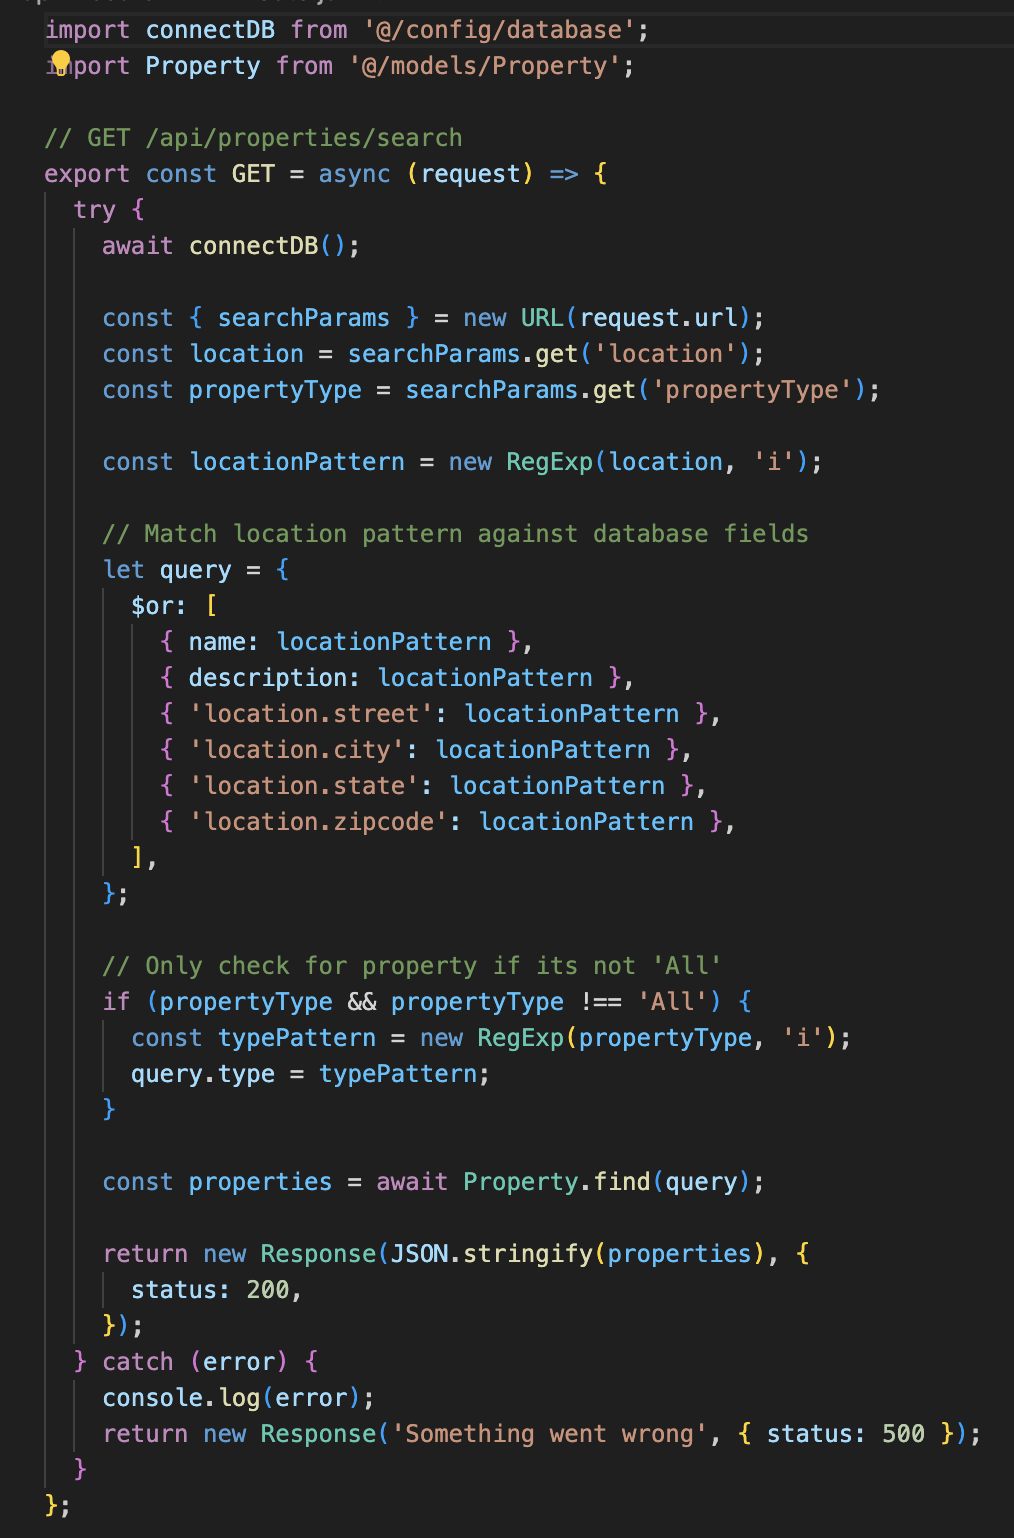 import connectDB from '@/config/database';
import Property from '@/models/Property';
// GET /api/properties/search
export const GET = async (request) => {
try {
await connectDB();
const { searchParams } = new URL(request.url);
const location = searchParams.get('location');
const propertyType = searchParams.get('propertyType');
const locationPattern = new RegExp(location, 'i');
// Match location pattern against database fields
let query = {
$or: [
{ name: locationPattern },
{ description: locationPattern },
{ 'location.street': locationPattern },
{ 'location.city': locationPattern },
{ 'location.state': locationPattern },
{ 'location.zipcode': locationPattern },
],
};
// Only check for property if its not 'All'
if (propertyType && propertyType !== 'All') {
const typePattern = new RegExp(propertyType, 'i');
query.type = typePattern;
}
const properties = await Property.find(query);
return new Response(JSON.stringify(properties), {
status: 200,
});
} catch (error) {
console.log(error);
return new Response('Something went wrong', { status: 500 });
}
};